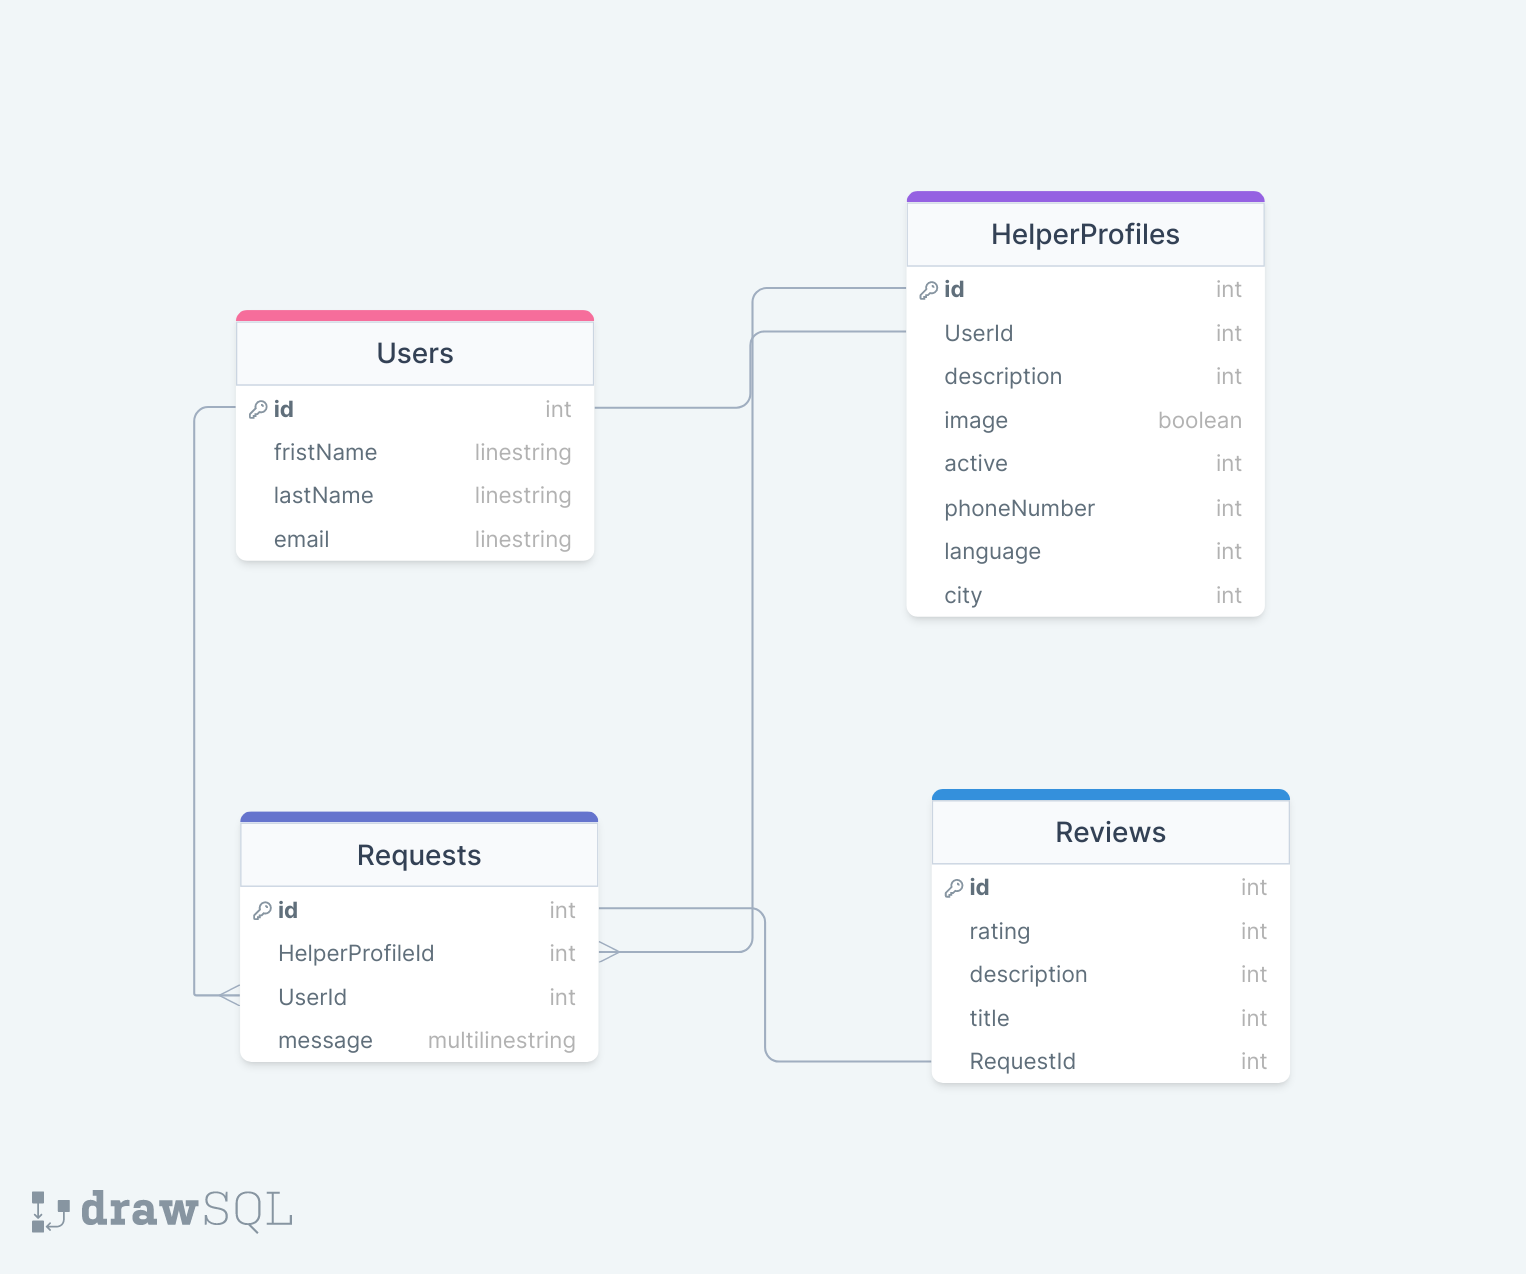 Users
id int
fristName linestring
lastName linestring
email linestring
HelperProfiles
id int
UserId int
description int
image boolean
active int
phoneNumber int
language int
city int
Requests
id int
HelperProfileId int
UserId int
message multilinestring
Reviews
id int
rating int
description int
title int
RequestId int
drawSQL